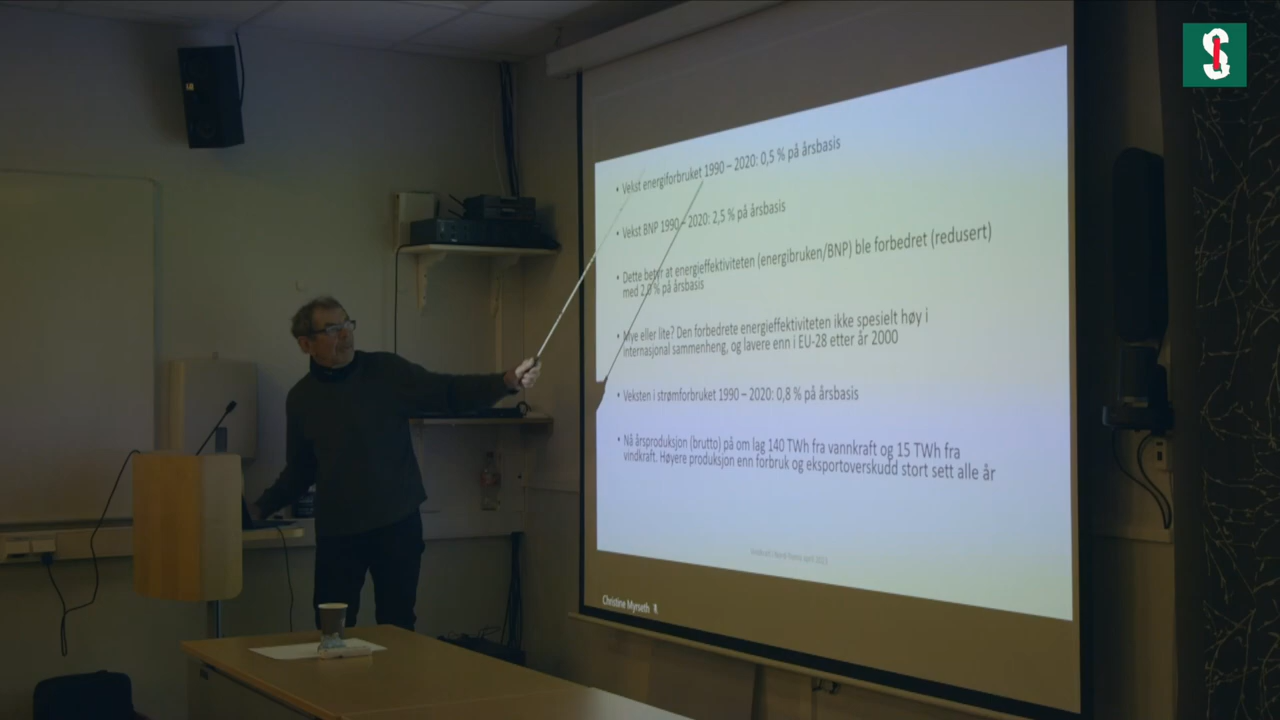 • Vekst energiforbruket 1990 – 2020: 0,5 % på årsbasis
• Vekst BNP 1990 – 2020: 2,5 % på årsbasis
• Dette betyr at energieffektiviteten (energibruken/BNP) ble forbedret (redusert)
med 2,0 % på årsbasis
• Mye eller lite? Den forbedrete energieffektiviteten ikke spesielt høy i
internasjonal sammenheng, og lavere enn i EU-28 etter år 2000
• Veksten i strømforbruket 1990 – 2020: 0,8 % på årsbasis
• Nå årsproduksjon (brutto) på om lag 140 TWh fra vannkraft og 15 TWh fra
vindkraft. Høyere produksjon enn forbruk og eksportoverskudd stort sett alle år
Christine Myrseth